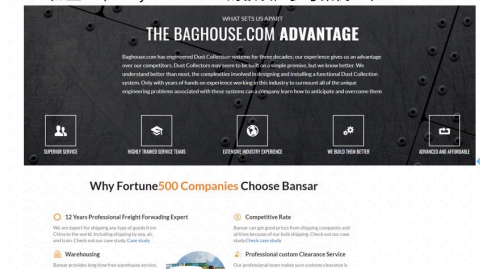 WHAT SETS US APART
THE BAGHOUSE.COM ADVANTAGE
Baghouse.com has engineered Dust Collection systems for three decades; our experience gives us an advantage
over our competitors. Dust Collectors may seem to be built on a simple premise, but we know better. We
understand better than most, the complexities involved in designing and installing a functional Dust Collection
system. Only with years of hands on experience working in this industry to surmount all of the unique
engineering problems associated with these systems can a company learn how to anticipate and overcome them
SUPERIOR SERVICE
HIGHLY TRAINED SERVICE TEAMS
EXTENSIVE INDUSTRY EXPERIENCE
WE BUILD THEM BETTER
ADVANCED AND AFFORDABLE
Why Fortune500 Companies Choose Bansar
12 Years Professional Freight Forwading Expert
We are expert for shipping any type of goods from
China to the world. Including shipping by sea, air,
and train. Check out our case study. Case study
Competitive Rate
Bansar can get good prices from shipping companies and
airlines because of our bulk shipping. Check out our case
study.Check case study
Warehousing
Bansar provides long time free warehouse service.
Professional custom Clearance Service
Our professional team makes sure customs clearance is